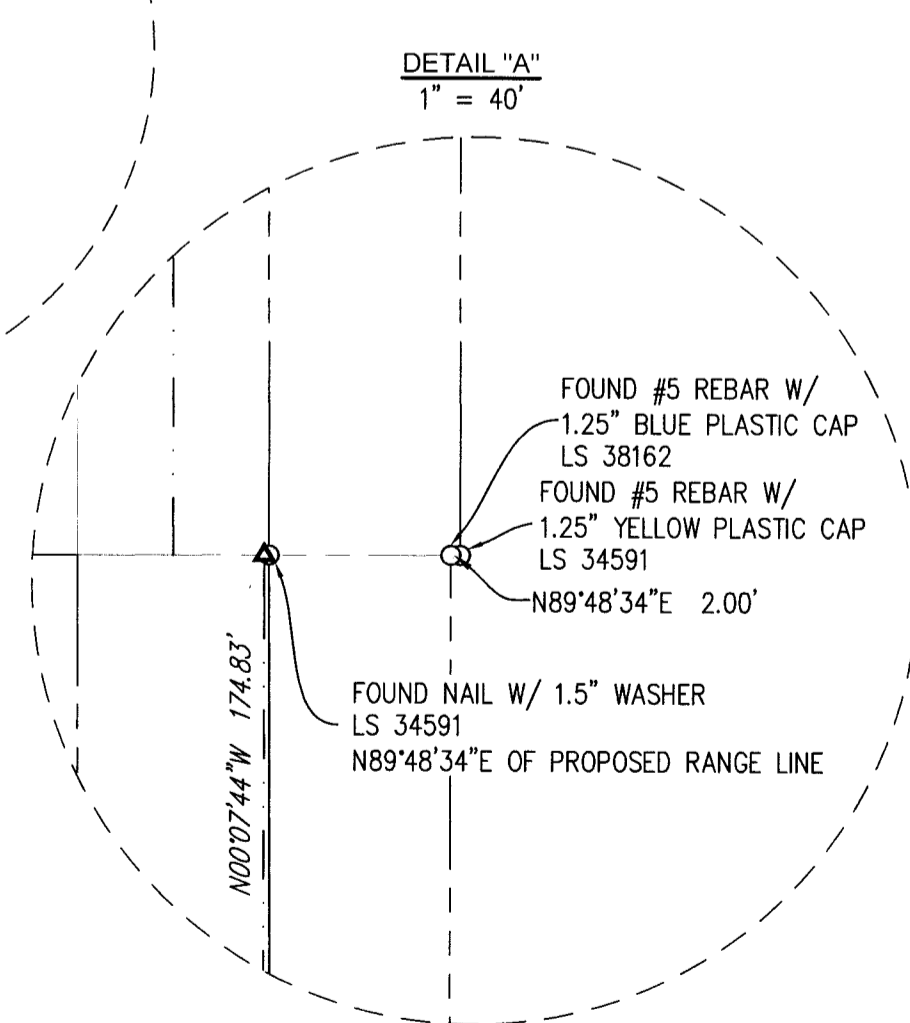 DETAIL "A"
1" = 40'
FOUND #5 REBAR W/
1.25" BLUE PLASTIC CAP
LS 38162
FOUND #5 REBAR W/
1.25" YELLOW PLASTIC CAP
LS 34591
N89°48'34"E 2.00'
FOUND NAIL W/ 1.5" WASHER
LS 34591
N89°48'34"E OF PROPOSED RANGE LINE
N00°07'44"W 174.83'